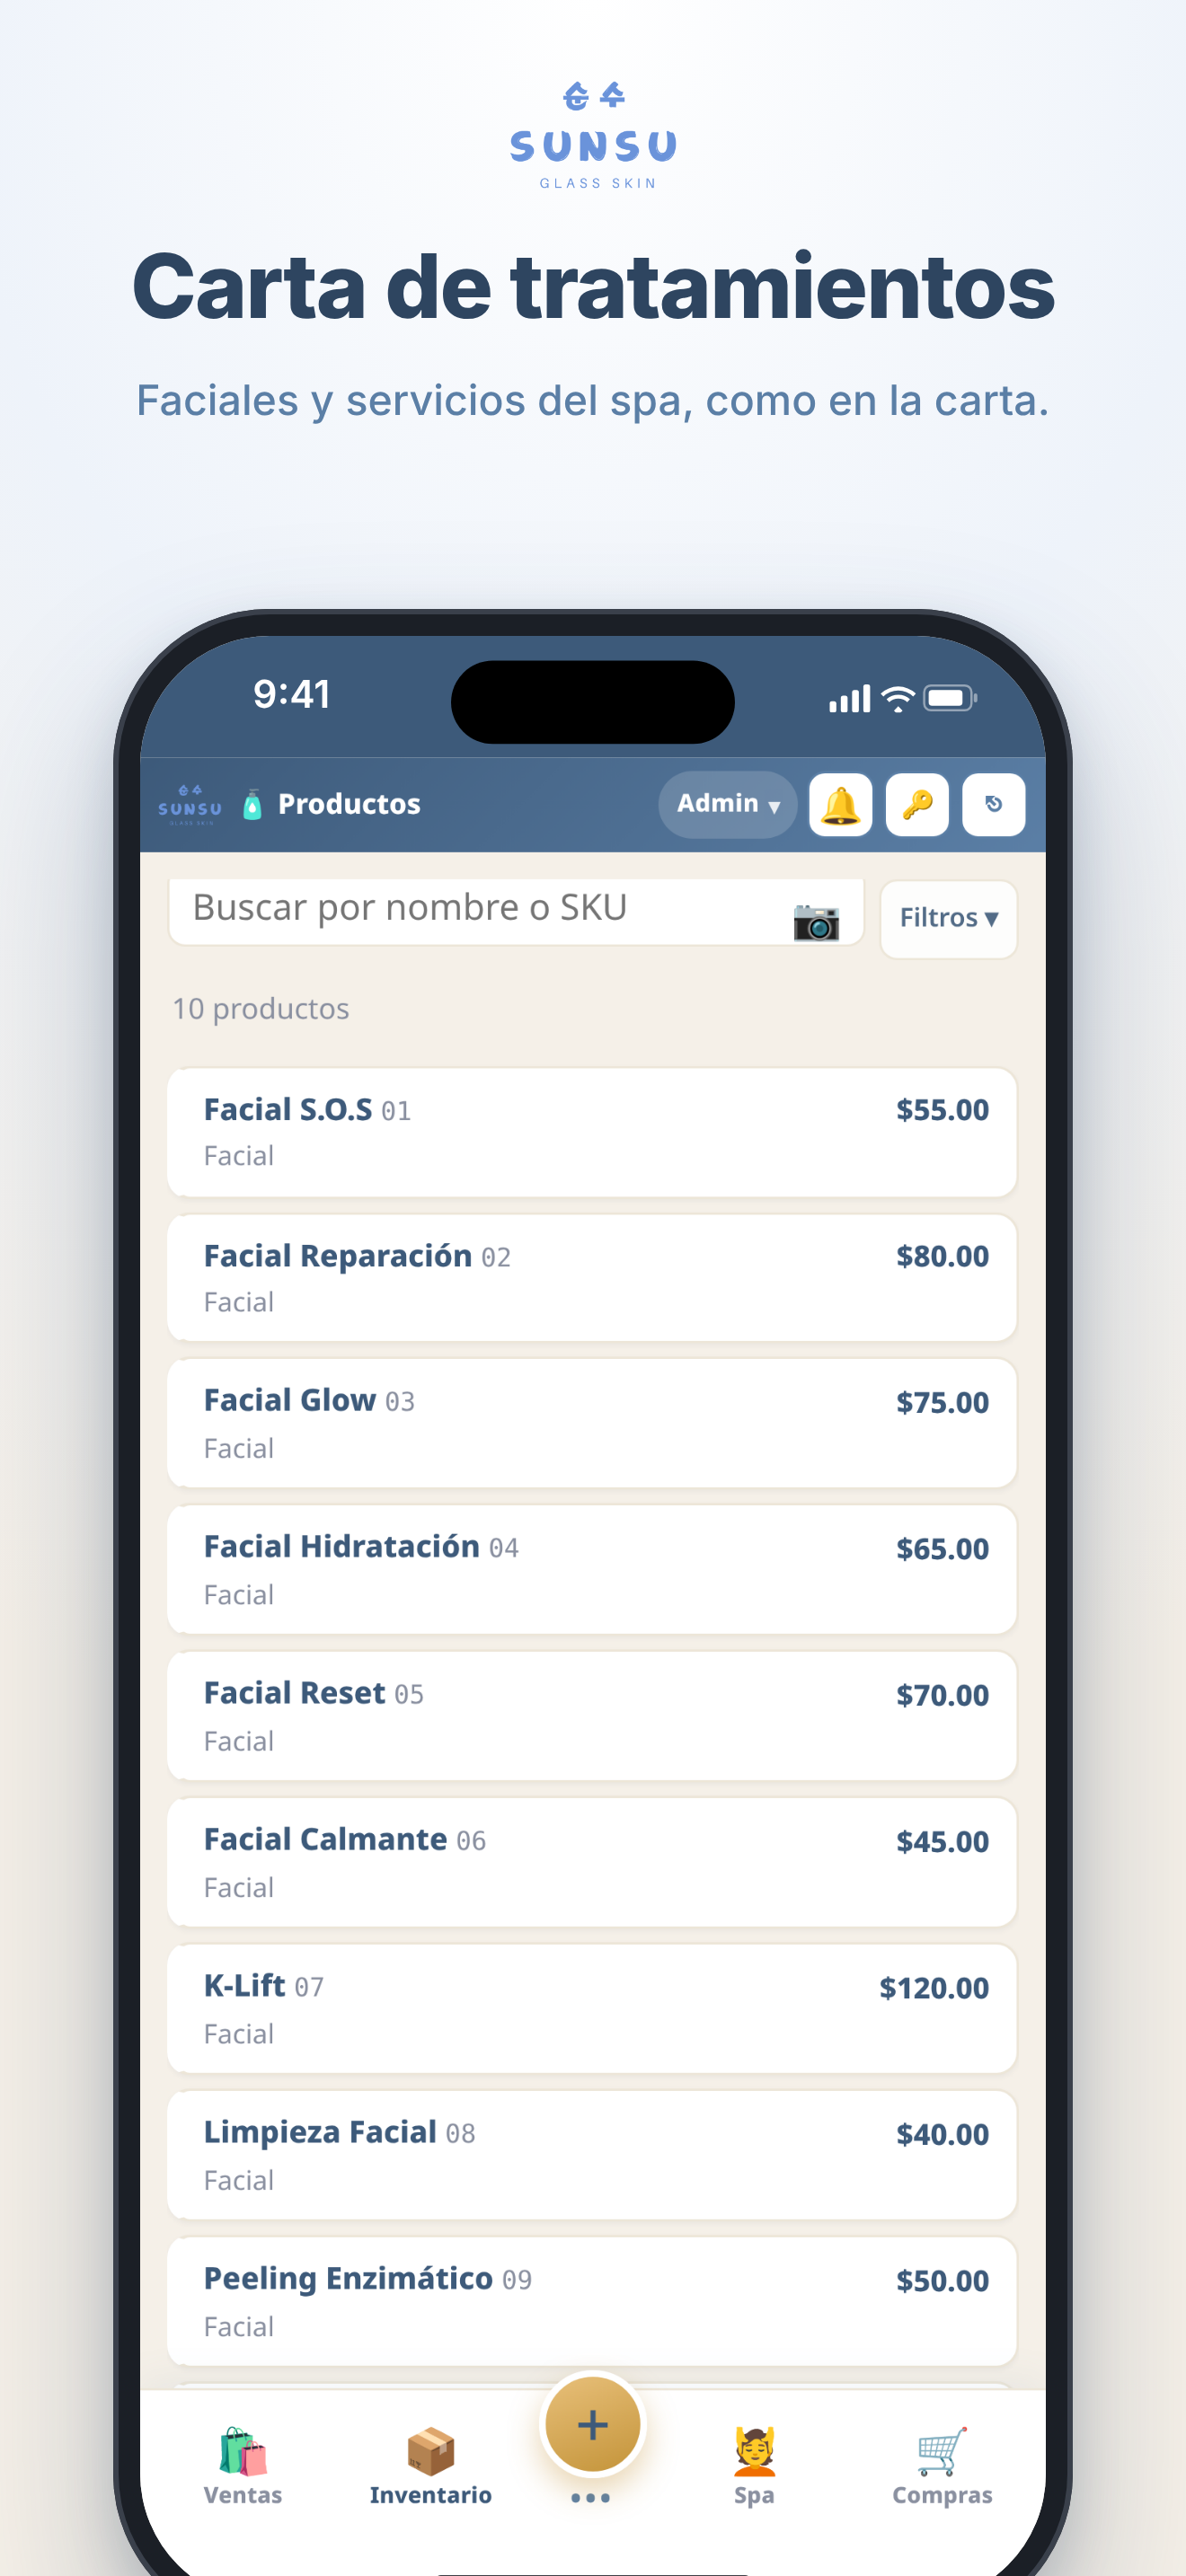 SUNSU
GLASS SKIN
Carta de tratamientos
Faciales y servicios del spa, como en la carta.
9:41
SUNSU
GLASS SKIN
Productos
Admin ▾
Buscar por nombre o SKU
Filtros ▾
10 productos
Facial S.O.S 01 $55.00
Facial
Facial Reparación 02 $80.00
Facial
Facial Glow 03 $75.00
Facial
Facial Hidratación 04 $65.00
Facial
Facial Reset 05 $70.00
Facial
Facial Calmante 06 $45.00
Facial
K-Lift 07 $120.00
Facial
Limpieza Facial 08 $40.00
Facial
Peeling Enzimático 09 $50.00
Facial
+
Ventas Inventario ••• Spa Compras